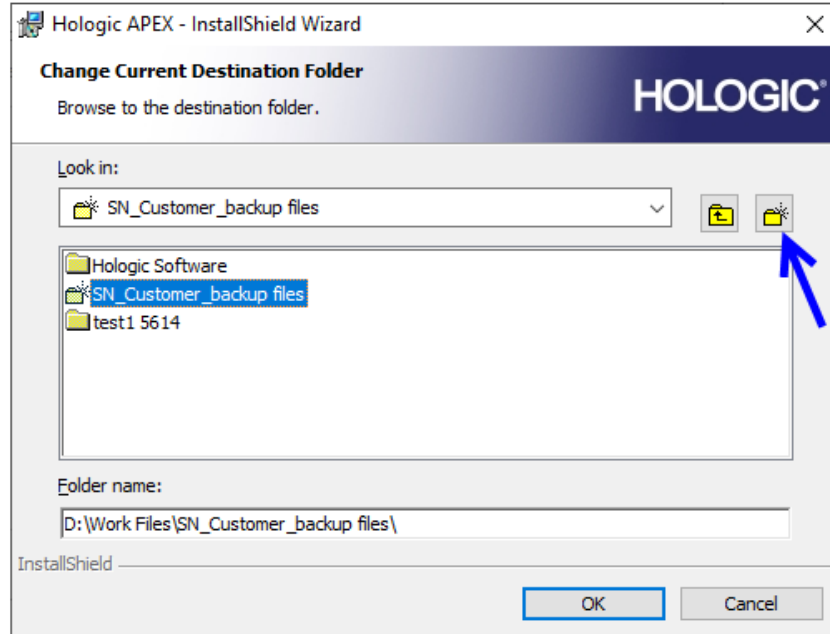 Hologic APEX - InstallShield Wizard
Change Current Destination Folder
Browse to the destination folder.
HOLOGIC®
Look in:
SN_Customer_backup files
Hologic Software
SN_Customer_backup files
test1 5614
Folder name:
D:\Work Files\SN_Customer_backup files\
InstallShield
OK Cancel